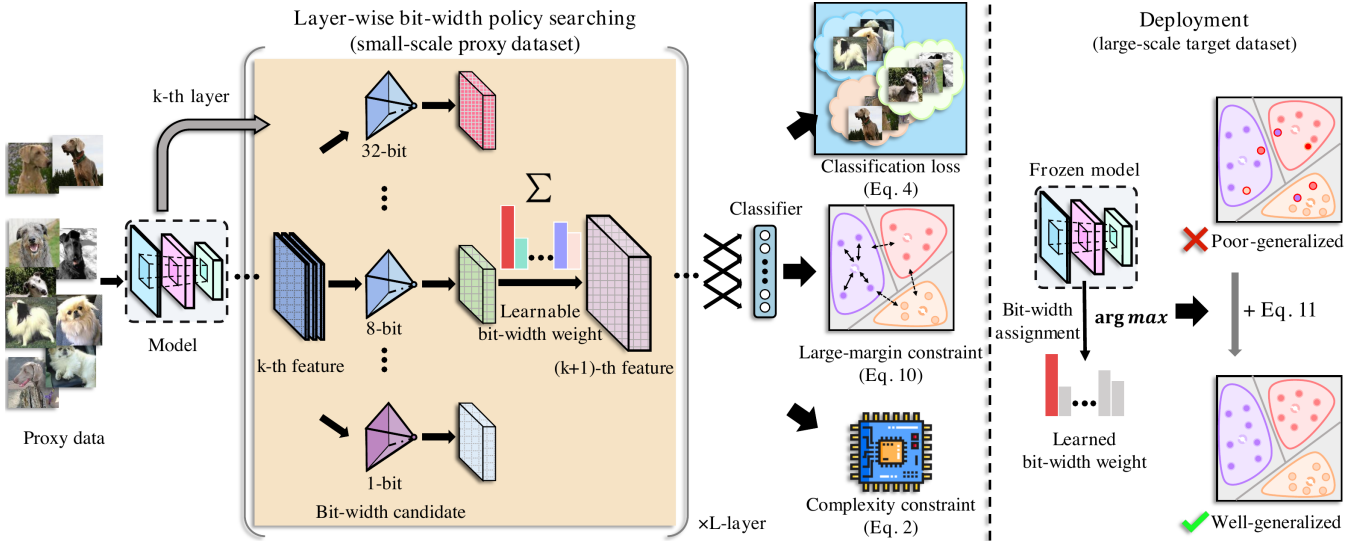 Layer-wise bit-width policy searching
(small-scale proxy dataset)
k-th layer
Proxy data
Model
k-th feature
32-bit
8-bit
1-bit
Bit-width candidate
Σ
Learnable
bit-width weight
(k+1)-th feature
×L-layer
Classifier
Classification loss
(Eq. 4)
Large-margin constraint
(Eq. 10)
Complexity constraint
(Eq. 2)
Deployment
(large-scale target dataset)
Frozen model
Bit-width
assignment
arg max
Learned
bit-width weight
Poor-generalized
+ Eq. 11
Well-generalized